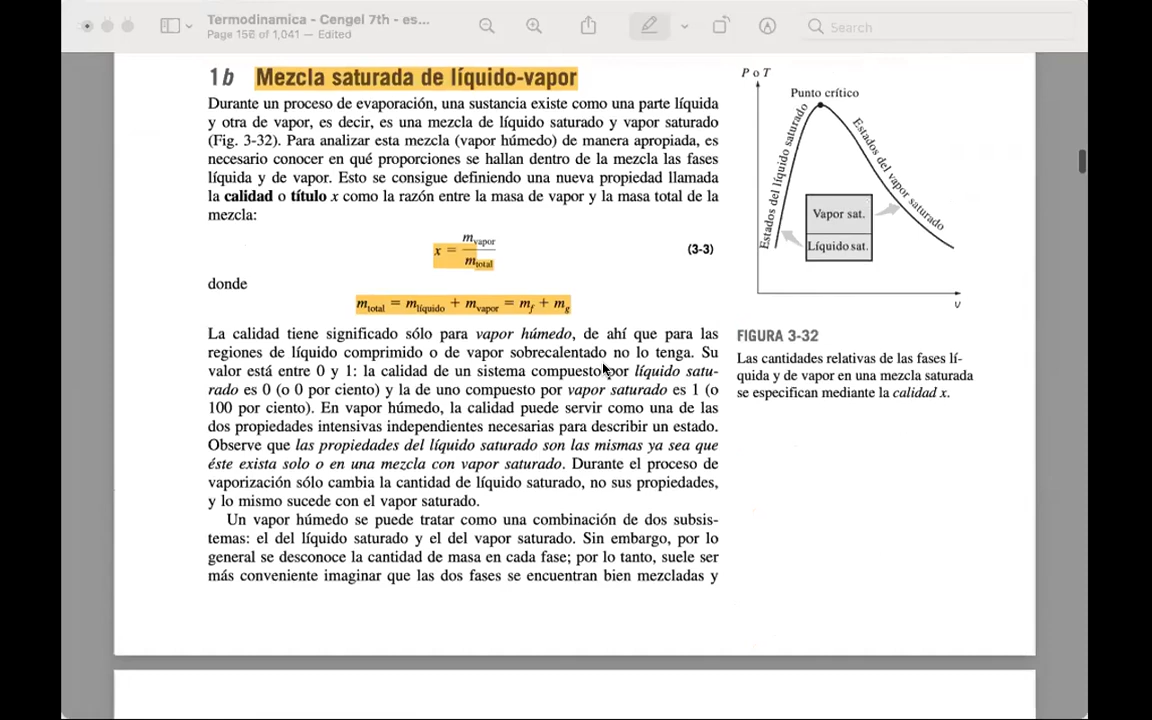 Termodinamica - Cengel 7th - es...
Page 156 of 1,041 — Edited
Search
1b Mezcla saturada de líquido-vapor
Durante un proceso de evaporación, una sustancia existe como una parte líquida
y otra de vapor, es decir, es una mezcla de líquido saturado y vapor saturado
(Fig. 3-32). Para analizar esta mezcla (vapor húmedo) de manera apropiada, es
necesario conocer en qué proporciones se hallan dentro de la mezcla las fases
líquida y de vapor. Esto se consigue definiendo una nueva propiedad llamada
la calidad o título x como la razón entre la masa de vapor y la masa total de la
mezcla:
x = m_vapor / m_total (3-3)
donde
m_total = m_líquido + m_vapor = m_f + m_g
La calidad tiene significado sólo para vapor húmedo, de ahí que para las
regiones de líquido comprimido o de vapor sobrecalentado no lo tenga. Su
valor está entre 0 y 1: la calidad de un sistema compuesto por líquido satu-
rado es 0 (o 0 por ciento) y la de uno compuesto por vapor saturado es 1 (o
100 por ciento). En vapor húmedo, la calidad puede servir como una de las
dos propiedades intensivas independientes necesarias para describir un estado.
Observe que las propiedades del líquido saturado son las mismas ya sea que
éste exista solo o en una mezcla con vapor saturado. Durante el proceso de
vaporización sólo cambia la cantidad de líquido saturado, no sus propiedades,
y lo mismo sucede con el vapor saturado.
Un vapor húmedo se puede tratar como una combinación de dos subsis-
temas: el del líquido saturado y el del vapor saturado. Sin embargo, por lo
general se desconoce la cantidad de masa en cada fase; por lo tanto, suele ser
más conveniente imaginar que las dos fases se encuentran bien mezcladas y
P o T
Punto crítico
Estados del líquido saturado
Estados del vapor saturado
Vapor sat.
Líquido sat.
v
FIGURA 3-32
Las cantidades relativas de las fases lí-
quida y de vapor en una mezcla saturada
se especifican mediante la calidad x.